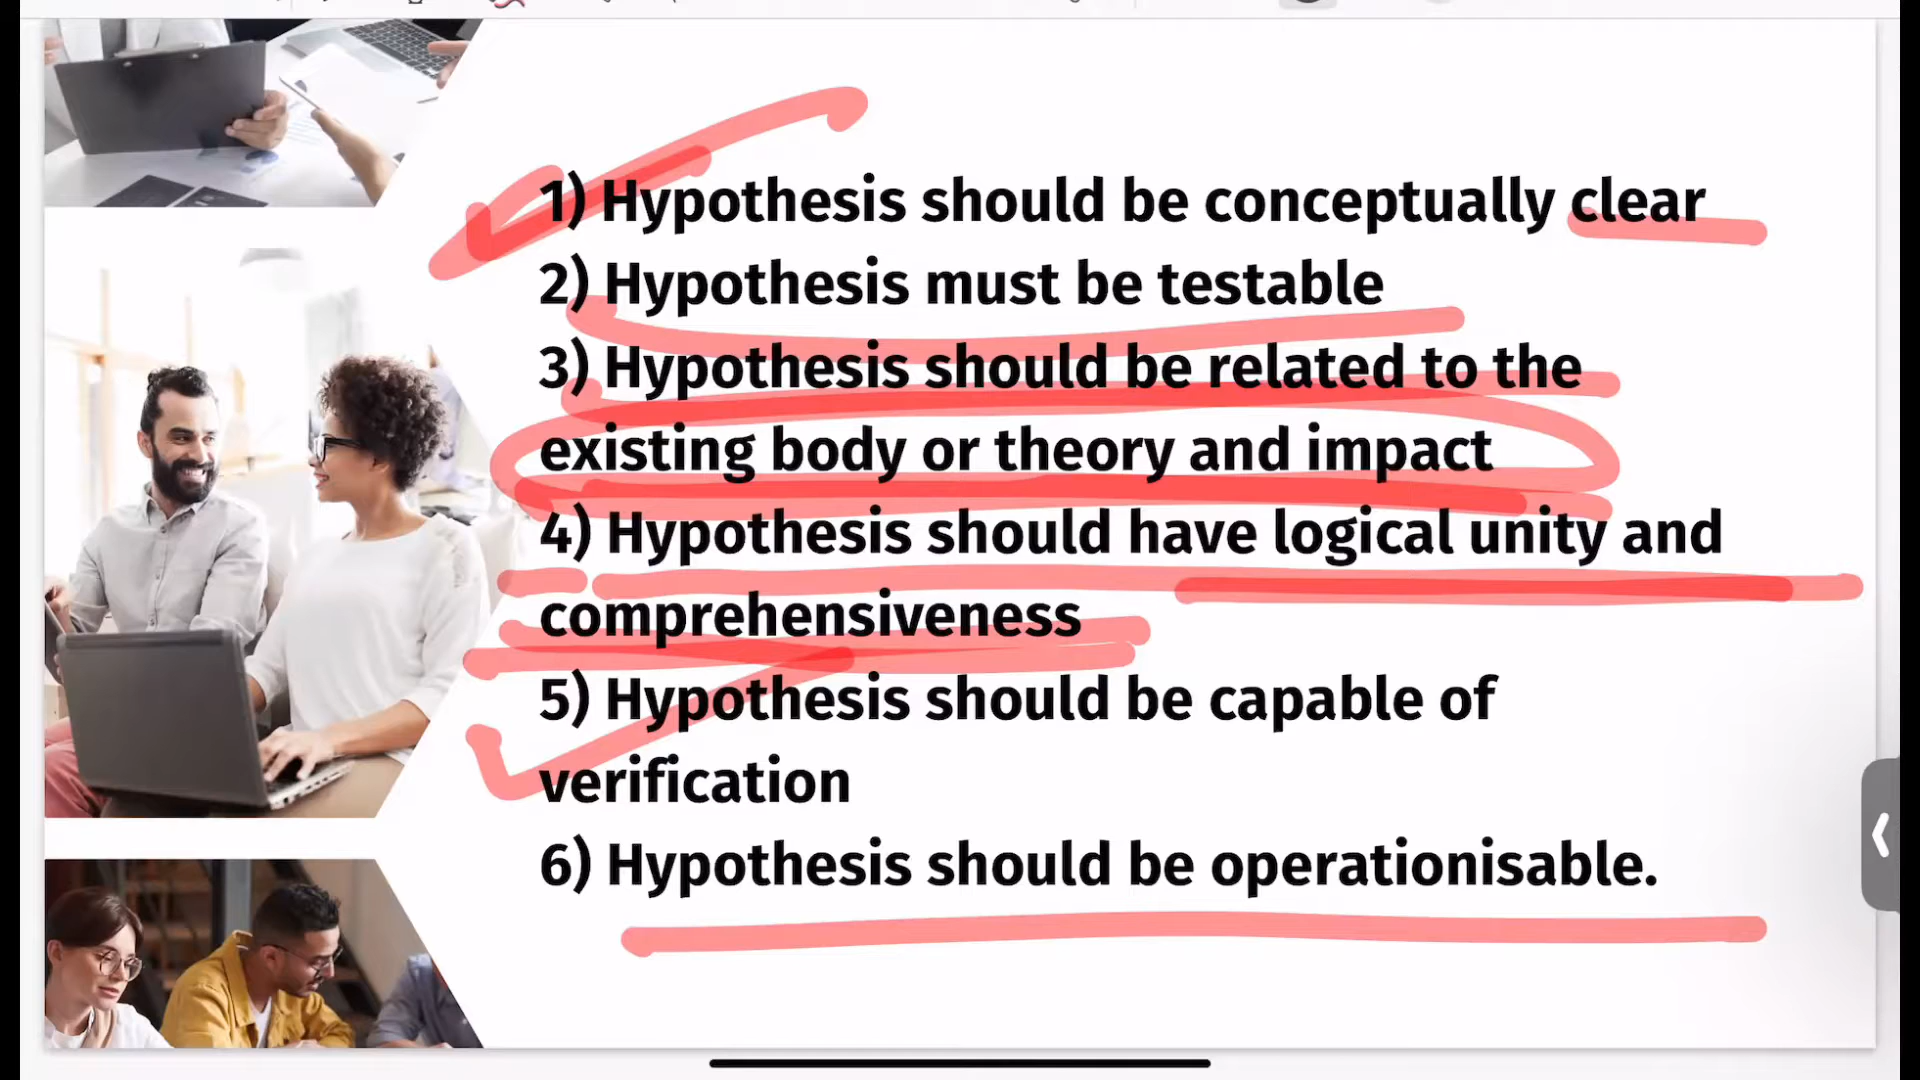 1) Hypothesis should be conceptually clear
2) Hypothesis must be testable
3) Hypothesis should be related to the
existing body or theory and impact
4) Hypothesis should have logical unity and
comprehensiveness
5) Hypothesis should be capable of
verification
6) Hypothesis should be operationisable.